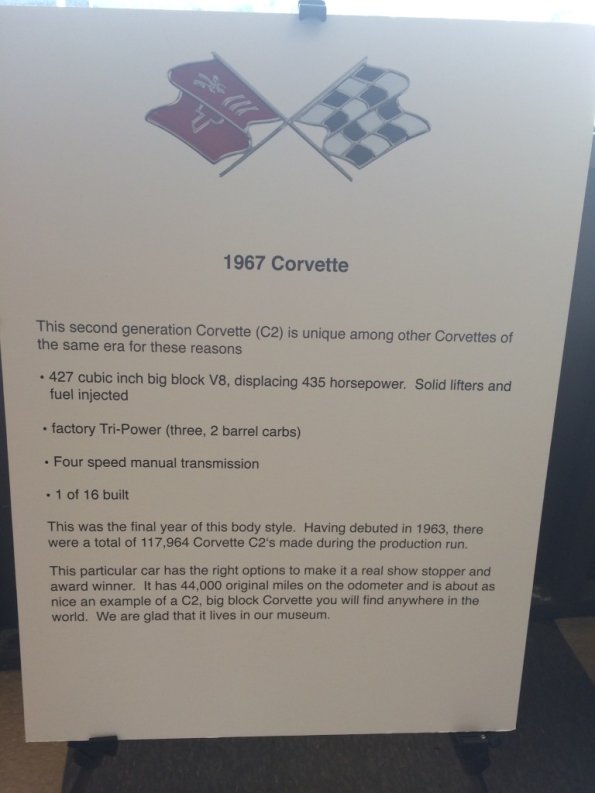 1967 Corvette
This second generation Corvette (C2) is unique among other Corvettes of
the same era for these reasons
• 427 cubic inch big block V8, displacing 435 horsepower. Solid lifters and
fuel injected
• factory Tri-Power (three, 2 barrel carbs)
• Four speed manual transmission
• 1 of 16 built
This was the final year of this body style. Having debuted in 1963, there
were a total of 117,964 Corvette C2's made during the production run.
This particular car has the right options to make it a real show stopper and
award winner. It has 44,000 original miles on the odometer and is about as
nice an example of a C2, big block Corvette you will find anywhere in the
world. We are glad that it lives in our museum.